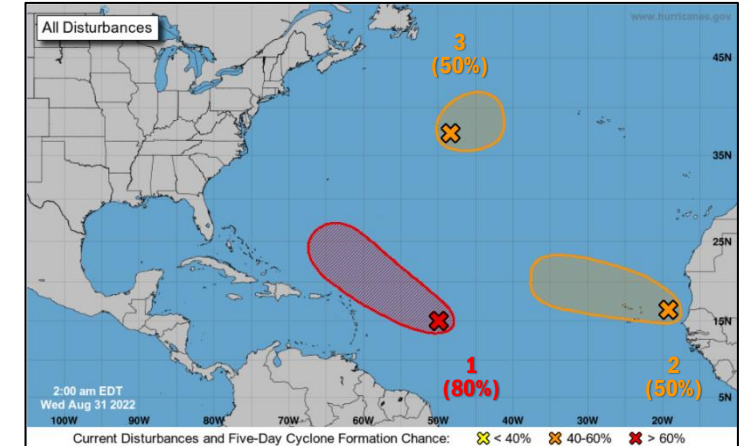 All Disturbances
www.hurricanes.gov
3
(50%)
45N
35N
25N
15N
1
(80%)
2
(50%)
5N
2:00 am EDT
Wed Aug 31 2022
100W 90W 80W 70W 60W 50W 40W 30W 20W
Current Disturbances and Five-Day Cyclone Formation Chance: < 40% 40-60% > 60%